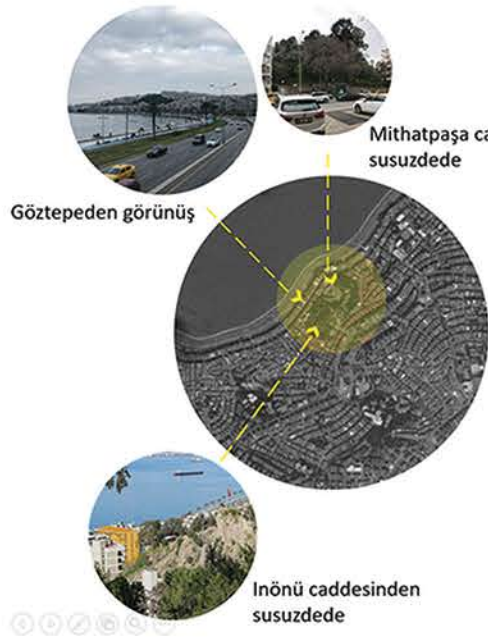 Mithatpaşa ca
susuzdede
Göztepeden görünüş
Inönü caddesinden
susuzdede